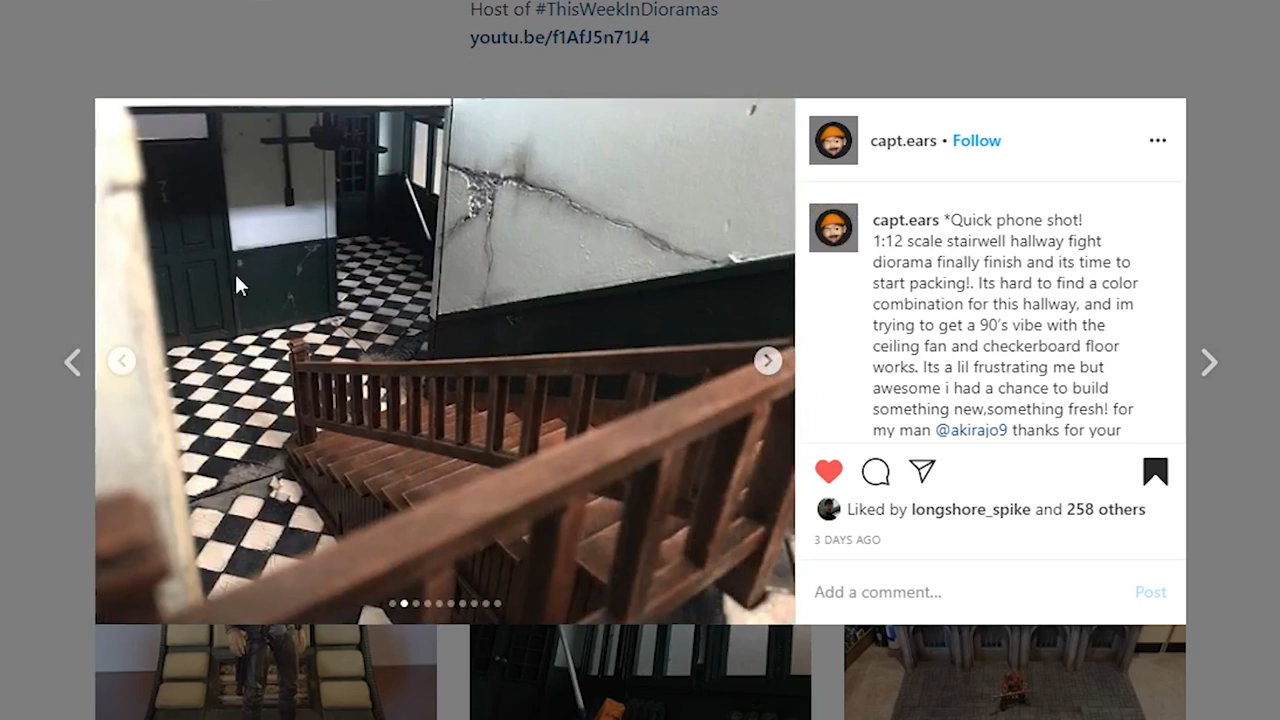 Host of #ThisWeekInDioramas
youtu.be/f1AfJ5n71J4
capt.ears • Follow
capt.ears *Quick phone shot!
1:12 scale stairwell hallway fight
diorama finally finish and its time to
start packing!. Its hard to find a color
combination for this hallway, and im
trying to get a 90's vibe with the
ceiling fan and checkerboard floor
works. Its a lil frustrating me but
awesome i had a chance to build
something new,something fresh! for
my man @akirajo9 thanks for your
Liked by longshore_spike and 258 others
3 DAYS AGO
Add a comment...
Post